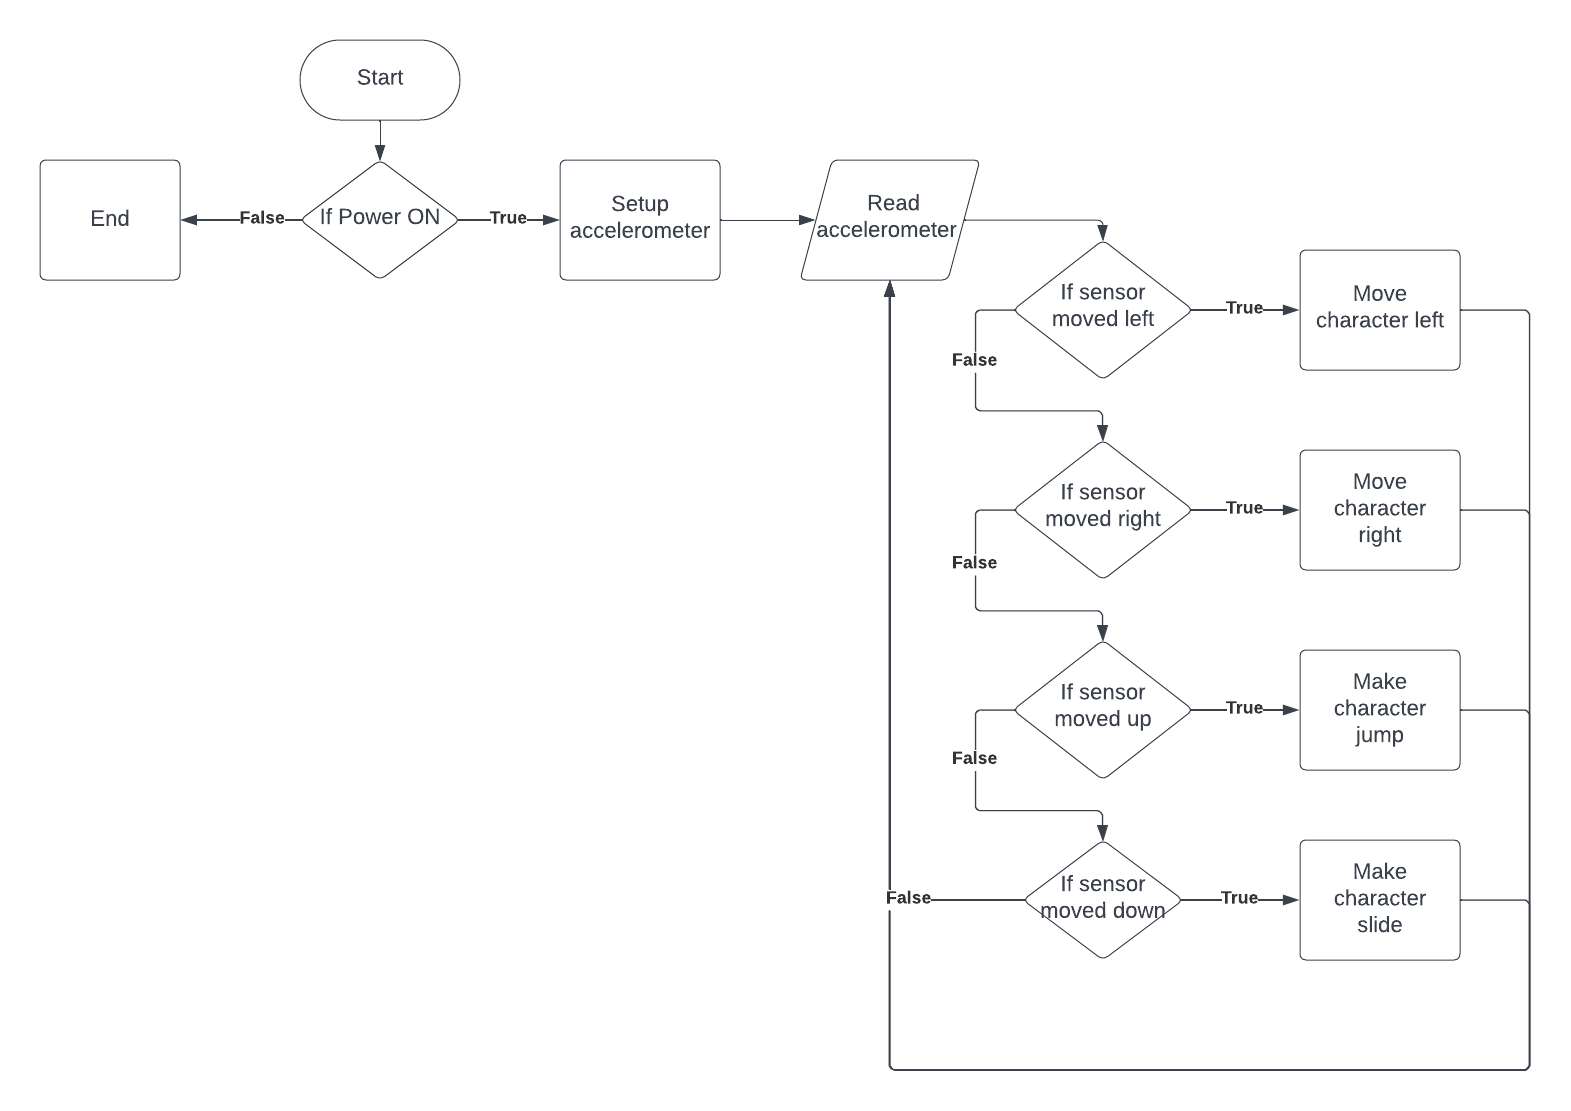 Start
End
False
If Power ON
True
Setup
accelerometer
Read
accelerometer
If sensor
moved left
True
Move
character left
False
If sensor
moved right
True
Move
character
right
False
If sensor
moved up
True
Make
character
jump
False
If sensor
moved down
True
Make
character
slide
False